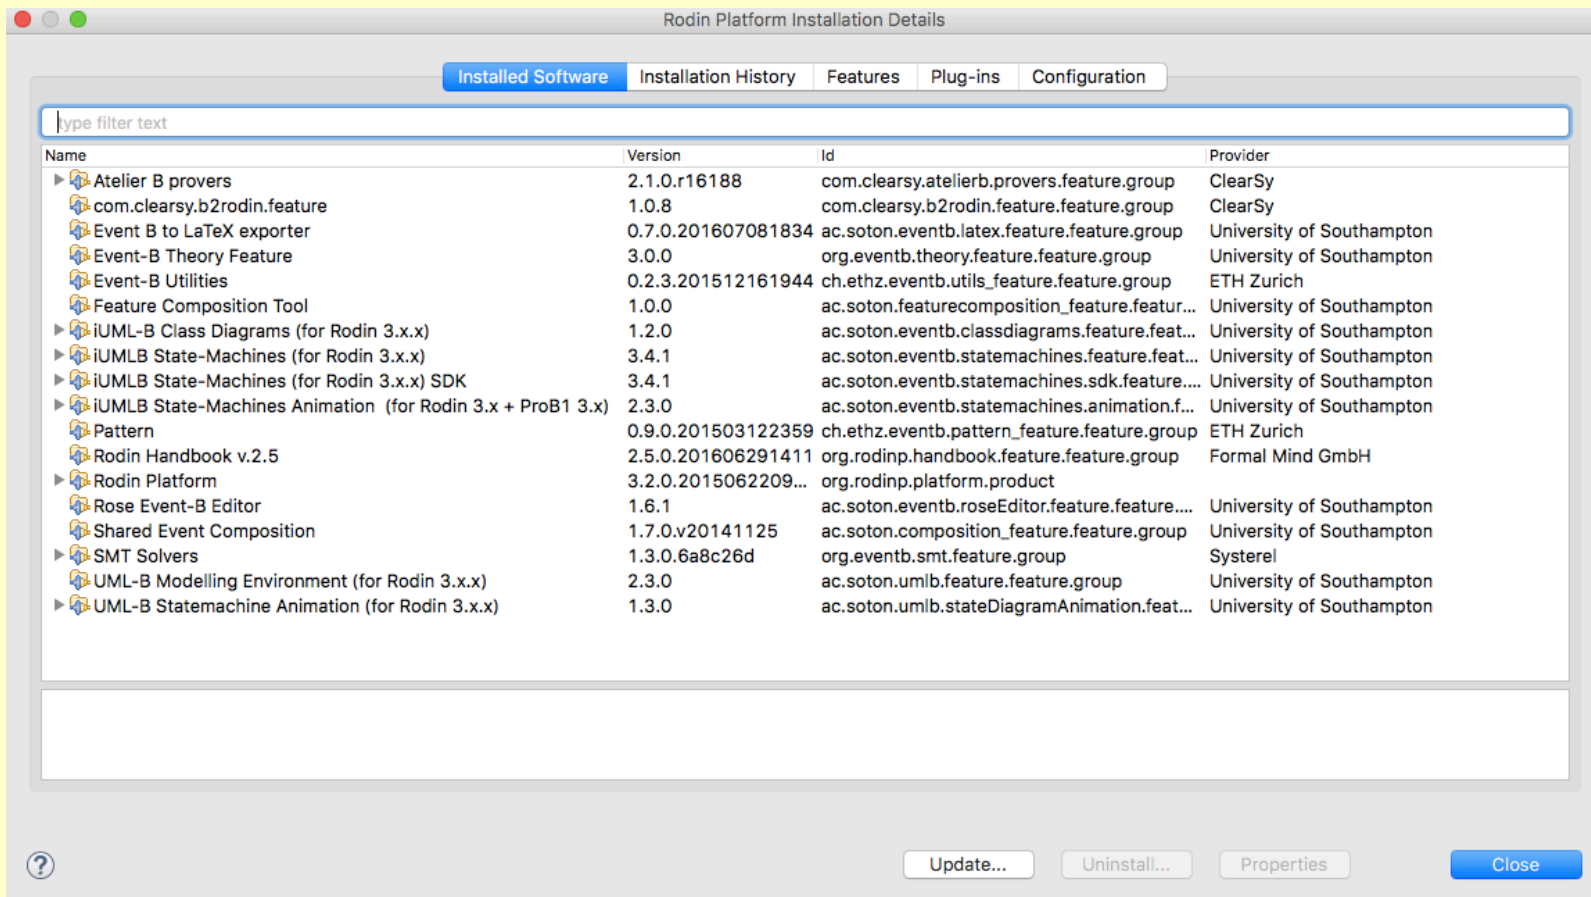 Rodin Platform Installation Details
Installed Software Installation History Features Plug-ins Configuration
type filter text
Name Version Id Provider
Atelier B provers 2.1.0.r16188 com.clearsy.atelierb.provers.feature.group ClearSy
com.clearsy.b2rodin.feature 1.0.8 com.clearsy.b2rodin.feature.feature.group ClearSy
Event B to LaTeX exporter 0.7.0.201607081834 ac.soton.eventb.latex.feature.feature.group University of Southampton
Event-B Theory Feature 3.0.0 org.eventb.theory.feature.feature.group University of Southampton
Event-B Utilities 0.2.3.201512161944 ch.ethz.eventb.utils_feature.feature.group ETH Zurich
Feature Composition Tool 1.0.0 ac.soton.featurecomposition_feature.featur... University of Southampton
iUML-B Class Diagrams (for Rodin 3.x.x) 1.2.0 ac.soton.eventb.classdiagrams.feature.feat... University of Southampton
iUMLB State-Machines (for Rodin 3.x.x) 3.4.1 ac.soton.eventb.statemachines.feature.feat... University of Southampton
iUMLB State-Machines (for Rodin 3.x.x) SDK 3.4.1 ac.soton.eventb.statemachines.sdk.feature.... University of Southampton
iUMLB State-Machines Animation (for Rodin 3.x + ProB1 3.x) 2.3.0 ac.soton.eventb.statemachines.animation.f... University of Southampton
Pattern 0.9.0.201503122359 ch.ethz.eventb.pattern_feature.feature.group ETH Zurich
Rodin Handbook v.2.5 2.5.0.201606291411 org.rodinp.handbook.feature.feature.group Formal Mind GmbH
Rodin Platform 3.2.0.2015062209... org.rodinp.platform.product
Rose Event-B Editor 1.6.1 ac.soton.eventb.roseEditor.feature.feature.... University of Southampton
Shared Event Composition 1.7.0.v20141125 ac.soton.composition_feature.feature.group University of Southampton
SMT Solvers 1.3.0.6a8c26d org.eventb.smt.feature.group Systerel
UML-B Modelling Environment (for Rodin 3.x.x) 2.3.0 ac.soton.umlb.feature.feature.group University of Southampton
UML-B Statemachine Animation (for Rodin 3.x.x) 1.3.0 ac.soton.umlb.stateDiagramAnimation.feat... University of Southampton
? Update... Uninstall... Properties Close